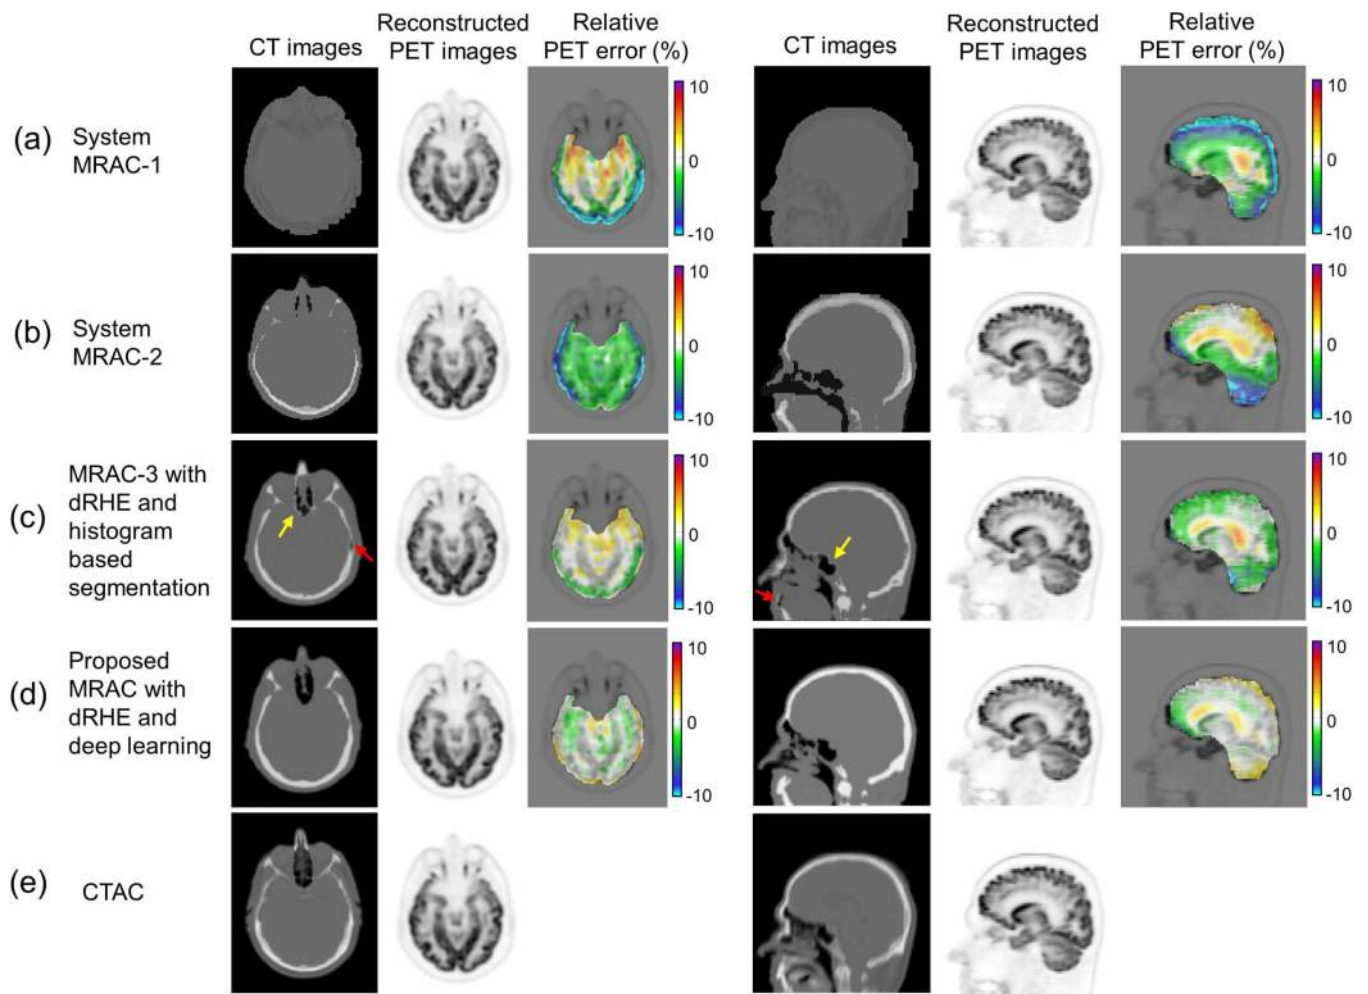 CT images
Reconstructed
PET images
Relative
PET error (%)
CT images
Reconstructed
PET images
Relative
PET error (%)
(a)
System
MRAC-1
10
0
-10
10
0
-10
(b)
System
MRAC-2
10
0
-10
10
0
-10
(c)
MRAC-3 with
dRHE and
histogram
based
segmentation
10
0
-10
10
0
-10
(d)
Proposed
MRAC with
dRHE and
deep learning
10
0
-10
10
0
-10
(e)
CTAC